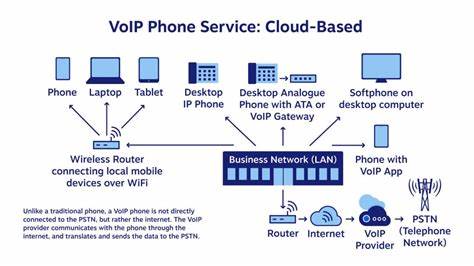 VoIP Phone Service: Cloud-Based
Phone
Laptop
Tablet
Desktop
IP Phone
Desktop Analogue
Phone with ATA or
VoIP Gateway
Softphone on
desktop computer
Wireless Router
connecting local mobile
devices over WiFi
Business Network (LAN)
Phone with
VoIP App
Unlike a traditional phone, a VoIP phone is not directly
connected to the PSTN, but rather the internet. The VoIP
provider communicates with the phone through the
internet, and translates and sends the data to the PSTN.
Router
Internet
VoIP
VoIP
Provider
PSTN
(Telephone
Network)